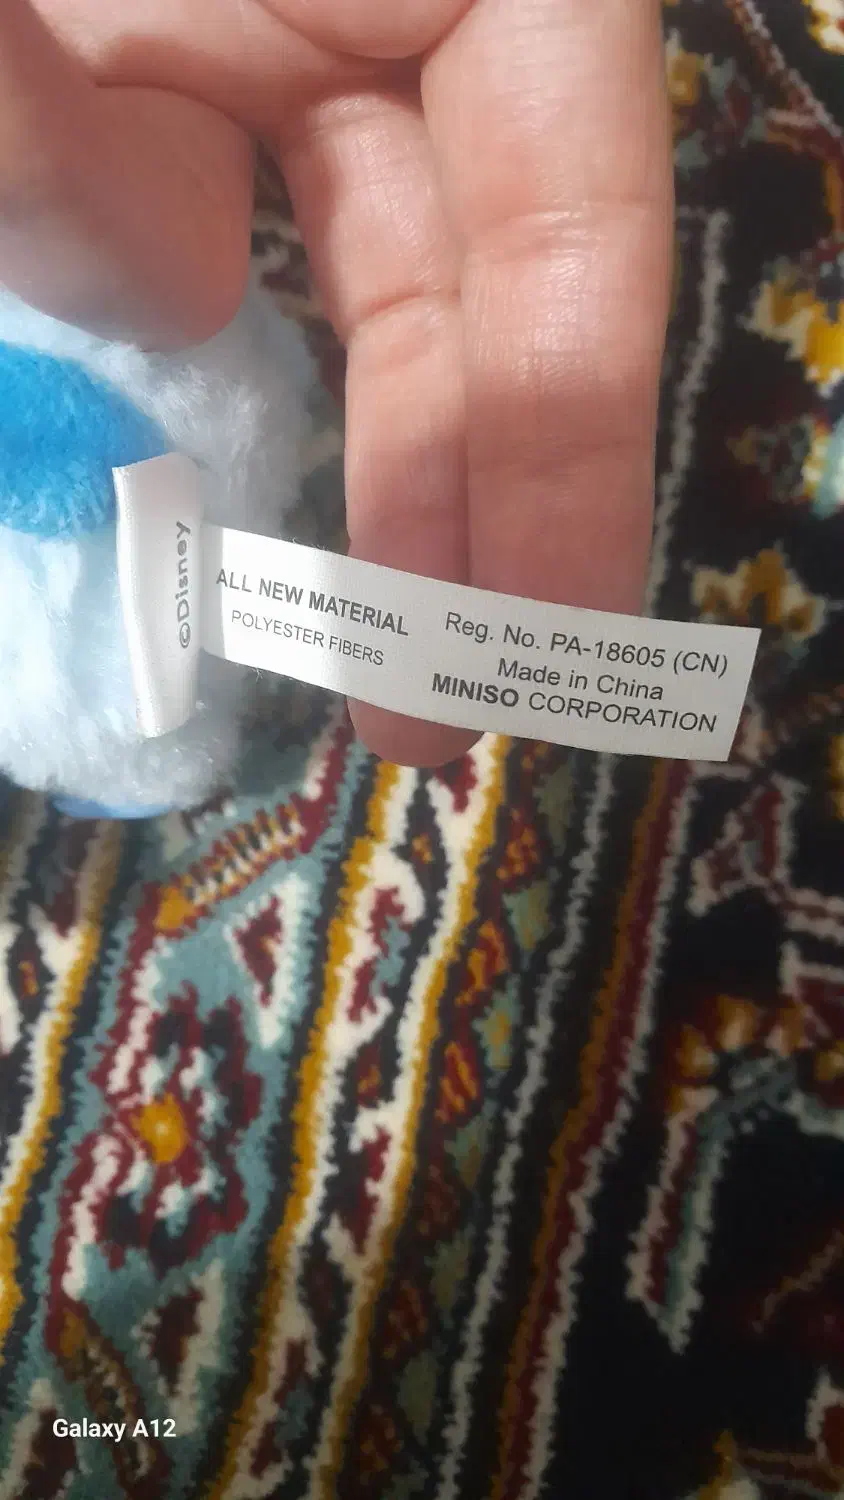 ©Disney
ALL NEW MATERIAL
POLYESTER FIBERS
Reg. No. PA-18605 (CN)
Made in China
MINISO CORPORATION
Galaxy A12